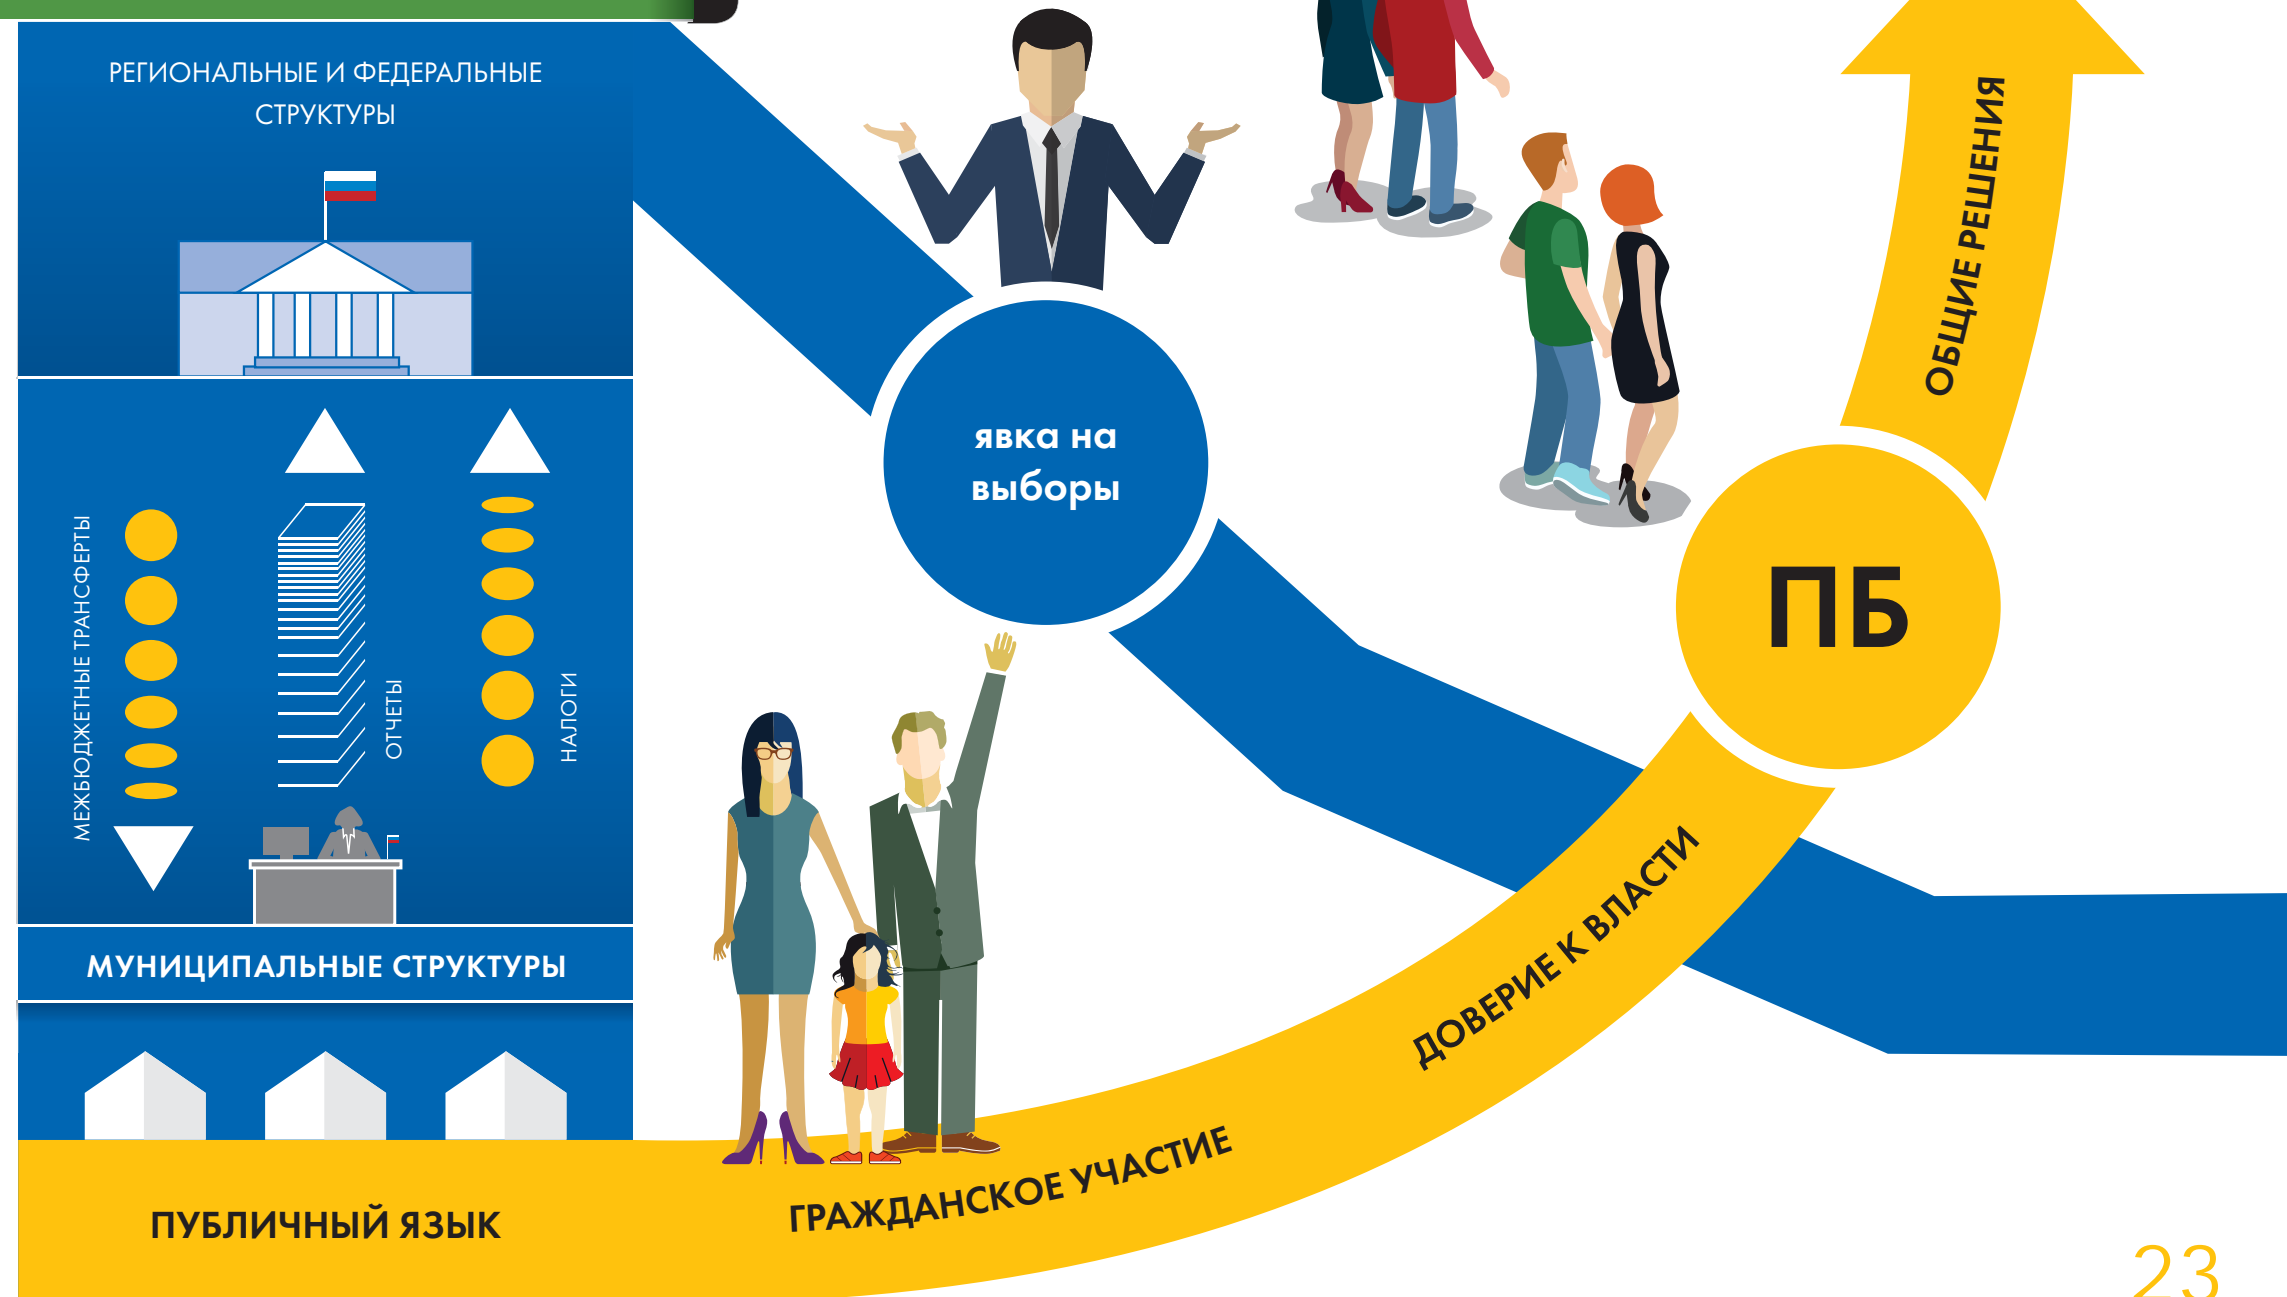 РЕГИОНАЛЬНЫЕ И ФЕДЕРАЛЬНЫЕ
СТРУКТУРЫ
МЕЖБЮДЖЕТНЫЕ ТРАНСФЕРТЫ
ОТЧЕТЫ
НАЛОГИ
МУНИЦИПАЛЬНЫЕ СТРУКТУРЫ
ПУБЛИЧНЫЙ ЯЗЫК
явка на
выборы
ГРАЖДАНСКОЕ УЧАСТИЕ
ДОВЕРИЕ К ВЛАСТИ
ПБ
ОБЩИЕ РЕШЕНИЯ
23